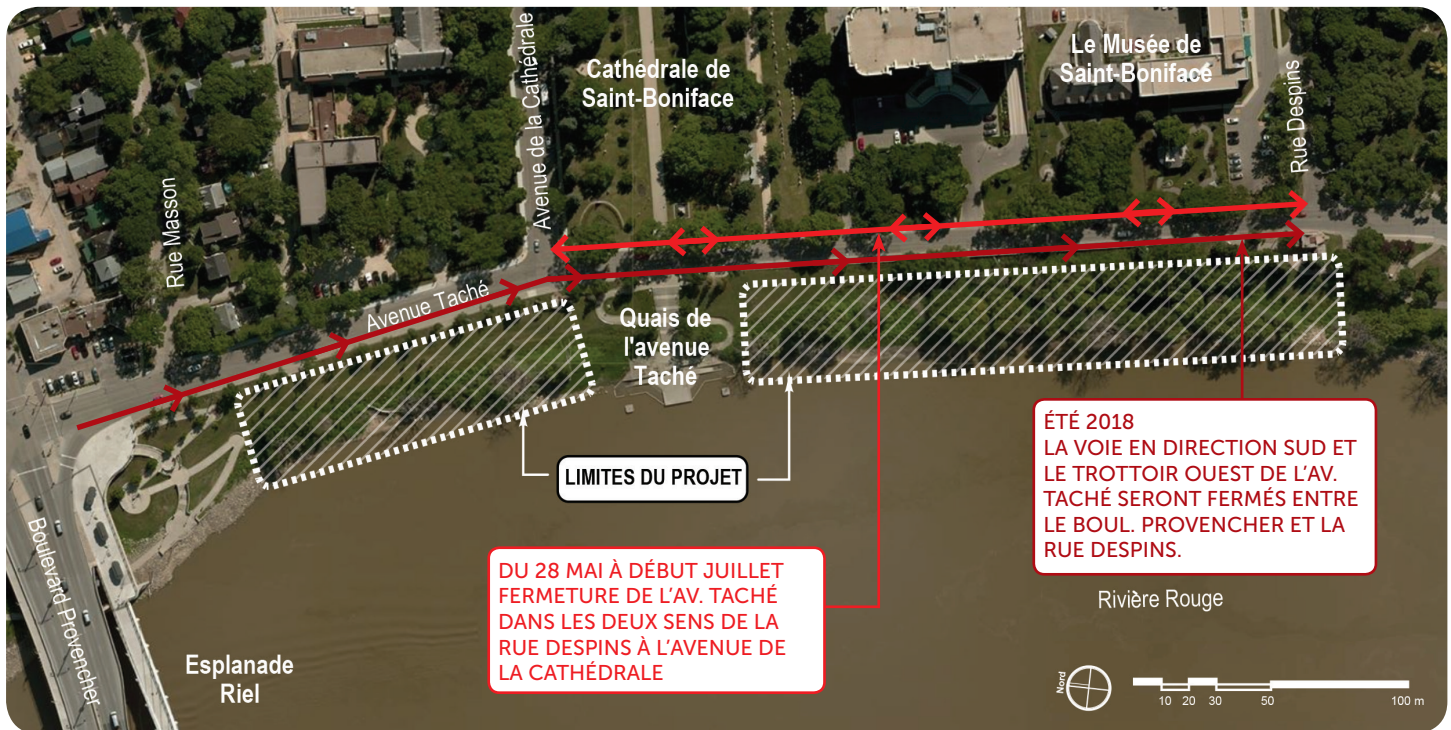 Avenue de la Cathédrale
Cathédrale de
Saint-Boniface
Le Musée de
Saint-Boniface
Rue Despins
Rue Masson
Avenue Taché
Quais de
l'avenue
Taché
LIMITES DU PROJET
ÉTÉ 2018
LA VOIE EN DIRECTION SUD ET
LE TROTTOIR OUEST DE L’AV.
TACHÉ SERONT FERMÉS ENTRE
LE BOUL. PROVENCHER ET LA
RUE DESPINS.
DU 28 MAI À DÉBUT JUILLET
FERMETURE DE L’AV. TACHÉ
DANS LES DEUX SENS DE LA
RUE DESPINS À L’AVENUE DE
LA CATHÉDRALE
Rivière Rouge
Boulevard Provencher
Esplanade
Riel
Nord
10 20 30 50 100 m